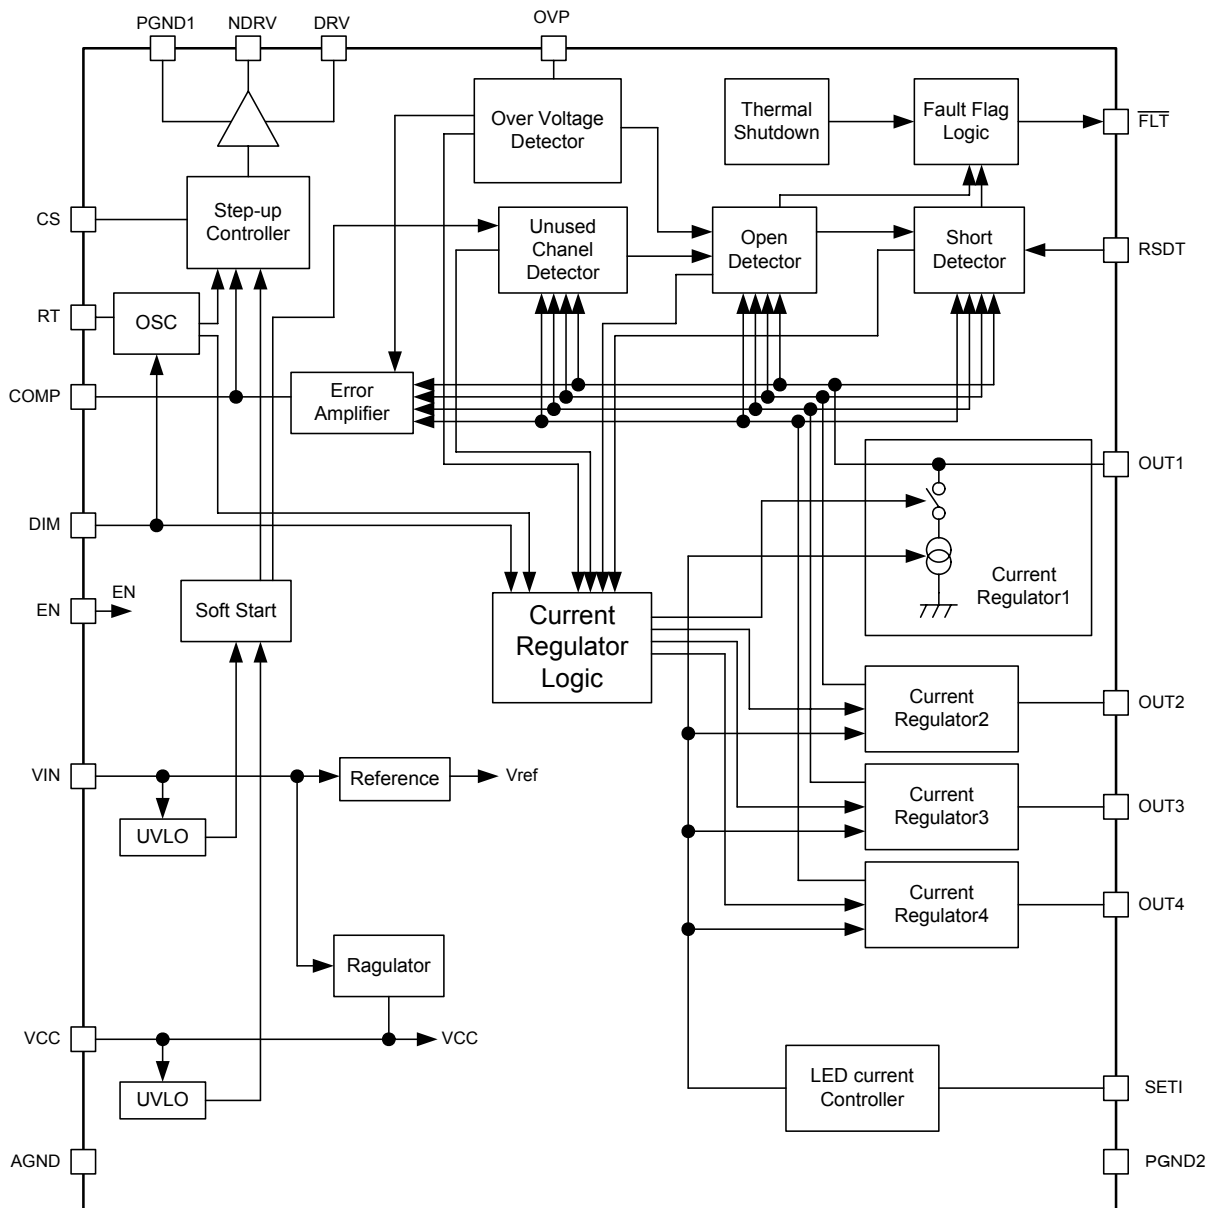 PGND1
NDRV
DRV
OVP
Over Voltage
Detector
Thermal
Shutdown
Fault Flag
Logic
FLT
CS
Step-up
Controller
Unused
Chanel
Detector
Open
Detector
Short
Detector
RSDT
RT
OSC
COMP
Error
Amplifier
OUT1
DIM
EN
EN
Soft Start
Current
Regulator
Logic
Current
Regulator1
Current
Regulator2
OUT2
VIN
Reference
Vref
UVLO
Current
Regulator3
OUT3
Current
Regulator4
OUT4
Ragulator
VCC
VCC
UVLO
LED current
Controller
SETI
AGND
PGND2